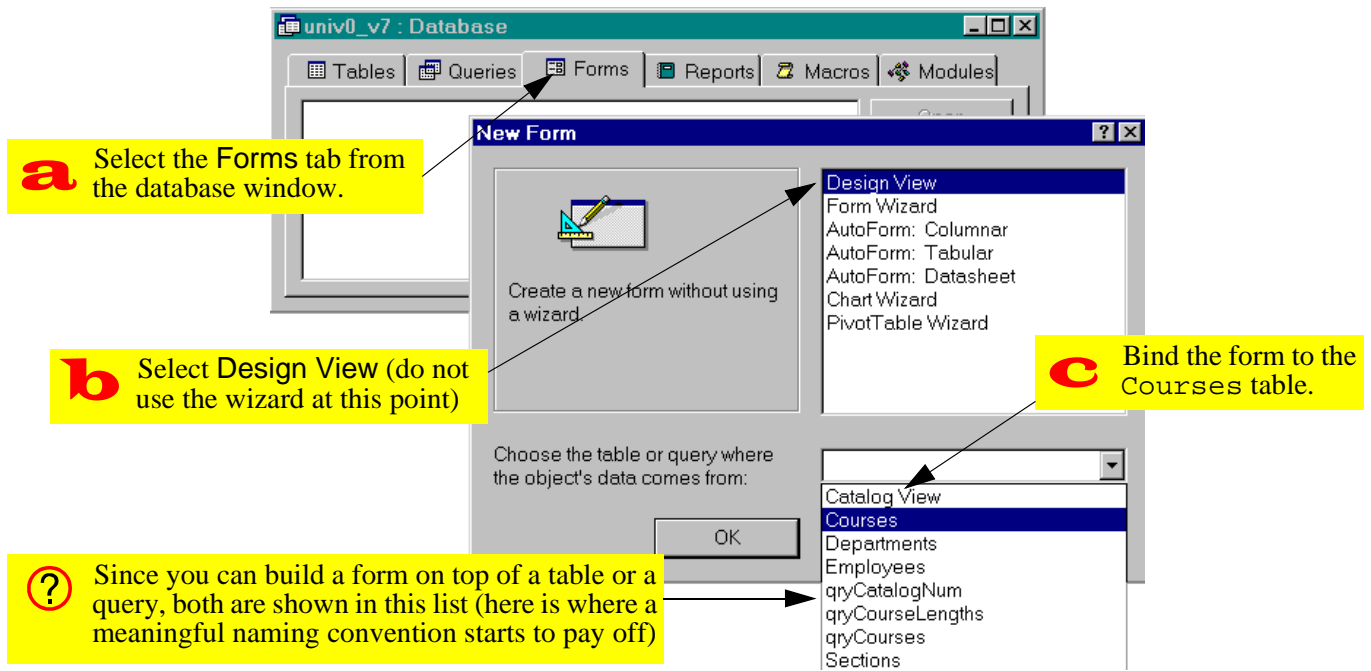 univ0_v7 : Database
Tables Queries Forms Reports Macros Modules
a Select the Forms tab from
the database window.
New Form
Create a new form without using
a wizard.
Design View
Form Wizard
AutoForm: Columnar
AutoForm: Tabular
AutoForm: Datasheet
Chart Wizard
PivotTable Wizard
b Select Design View (do not
use the wizard at this point)
c Bind the form to the
Courses table.
Choose the table or query where
the object's data comes from:
OK
Catalog View
Courses
Departments
Employees
qryCatalogNum
qryCourseLengths
qryCourses
Sections
? Since you can build a form on top of a table or a
query, both are shown in this list (here is where a
meaningful naming convention starts to pay off)